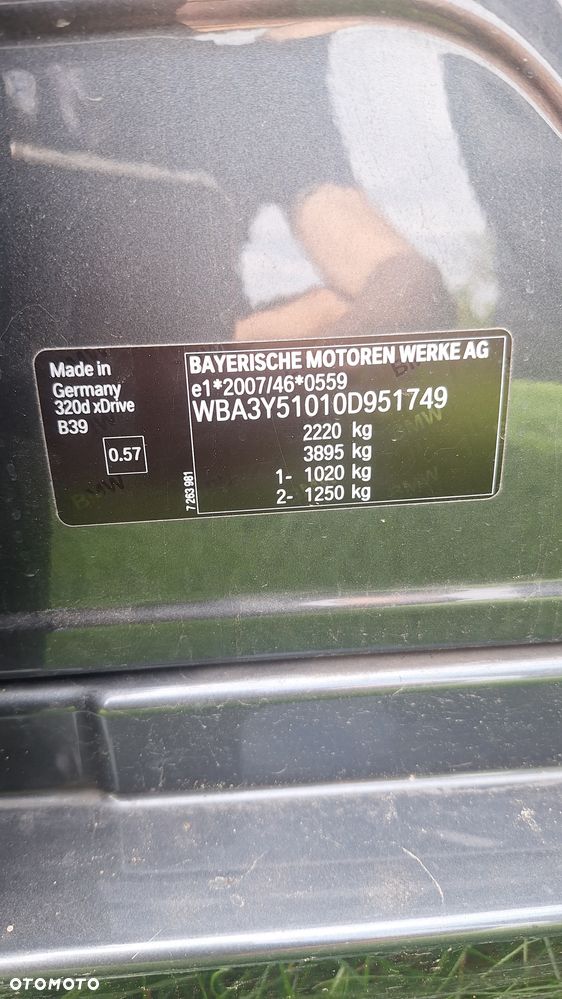 Made in
Germany
320d xDrive
B39
0.57
7 263 981
BAYERISCHE MOTOREN WERKE AG
e1*2007/46*0559
WBA3Y51010D951749
2220 kg
3895 kg
1- 1020 kg
2- 1250 kg
BMW
OTOMOTO